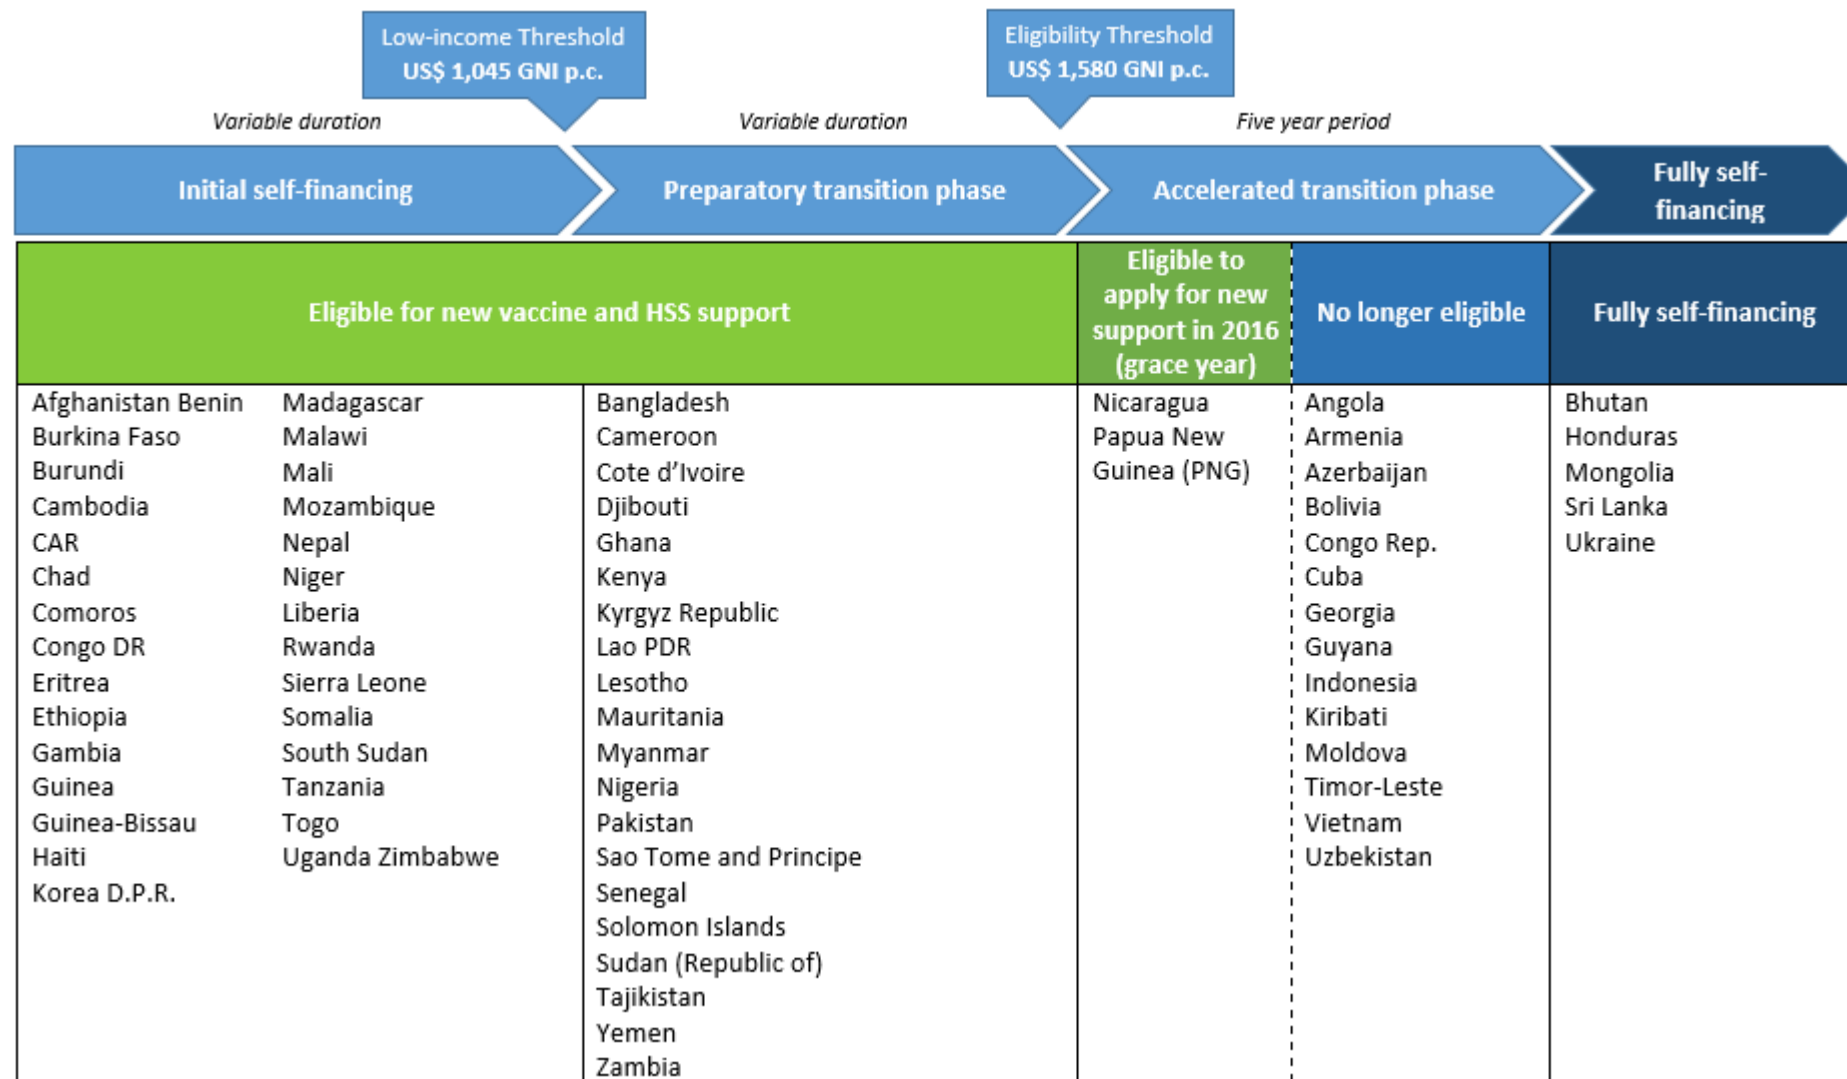 Low-income Threshold
US$ 1,045 GNI p.c.
Eligibility Threshold
US$ 1,580 GNI p.c.
Variable duration
Variable duration
Five year period
Initial self-financing
Preparatory transition phase
Accelerated transition phase
Fully self-
financing
Eligible for new vaccine and HSS support
Eligible to
apply for new
support in 2016
(grace year)
No longer eligible
Fully self-financing
Afghanistan Benin
Burkina Faso
Burundi
Cambodia
CAR
Chad
Comoros
Congo DR
Eritrea
Ethiopia
Gambia
Guinea
Guinea-Bissau
Haiti
Korea D.P.R.
Madagascar
Malawi
Mali
Mozambique
Nepal
Niger
Liberia
Rwanda
Sierra Leone
Somalia
South Sudan
Tanzania
Togo
Uganda Zimbabwe
Bangladesh
Cameroon
Cote d’Ivoire
Djibouti
Ghana
Kenya
Kyrgyz Republic
Lao PDR
Lesotho
Mauritania
Myanmar
Nigeria
Pakistan
Sao Tome and Principe
Senegal
Solomon Islands
Sudan (Republic of)
Tajikistan
Yemen
Zambia
Nicaragua
Papua New
Guinea (PNG)
Angola
Armenia
Azerbaijan
Bolivia
Congo Rep.
Cuba
Georgia
Guyana
Indonesia
Kiribati
Moldova
Timor-Leste
Vietnam
Uzbekistan
Bhutan
Honduras
Mongolia
Sri Lanka
Ukraine